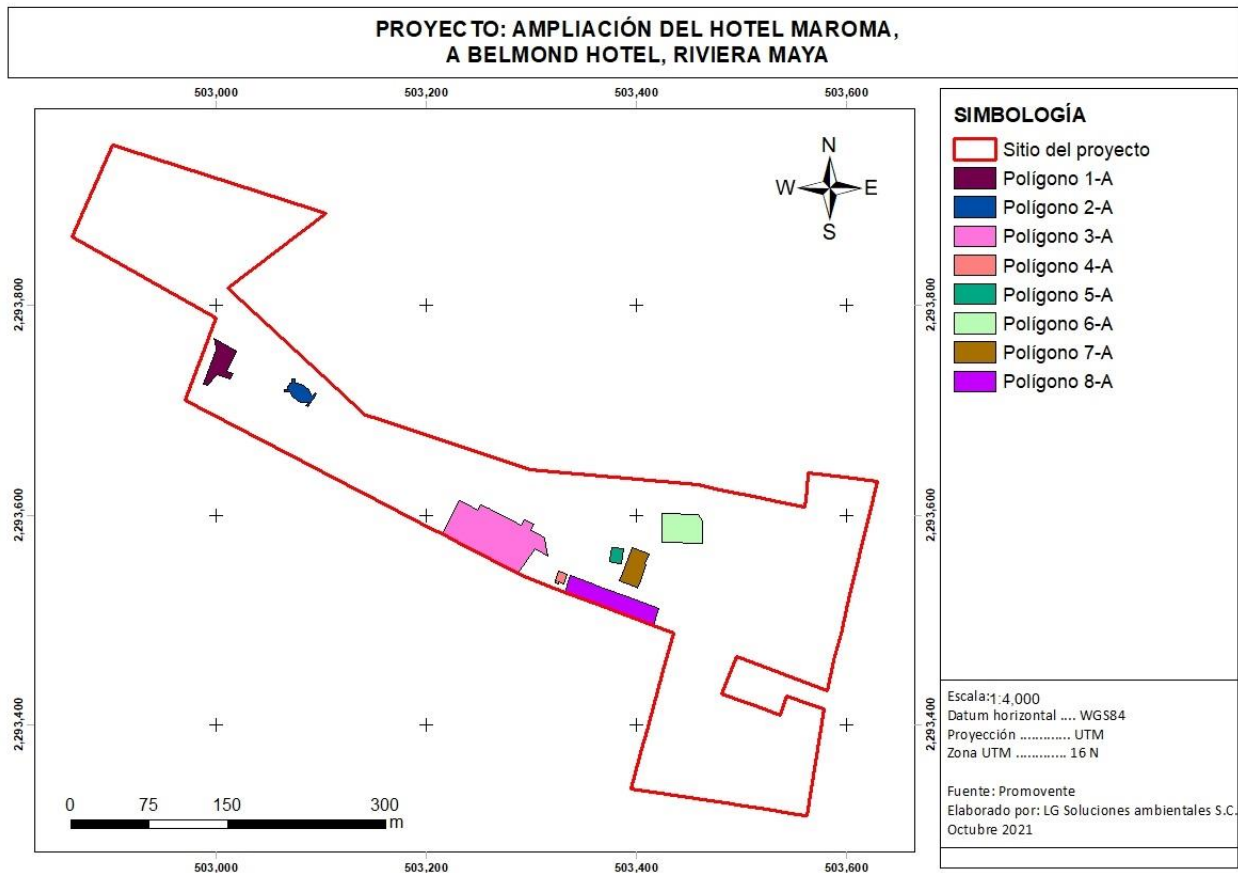 PROYECTO: AMPLIACIÓN DEL HOTEL MAROMA,
A BELMOND HOTEL, RIVIERA MAYA
503,000 503,200 503,400 503,600
N
W E
S
2,293,800 2,293,800
2,293,600 2,293,600
2,293,400 2,293,400
0 75 150 300
m
503,000 503,200 503,400 503,600
SIMBOLOGÍA
Sitio del proyecto
Polígono 1-A
Polígono 2-A
Polígono 3-A
Polígono 4-A
Polígono 5-A
Polígono 6-A
Polígono 7-A
Polígono 8-A
Escala:1:4,000
Datum horizontal .... WGS84
Proyección ............. UTM
Zona UTM ............. 16 N
Fuente: Promovente
Elaborado por: LG Soluciones ambientales S.C.
Octubre 2021